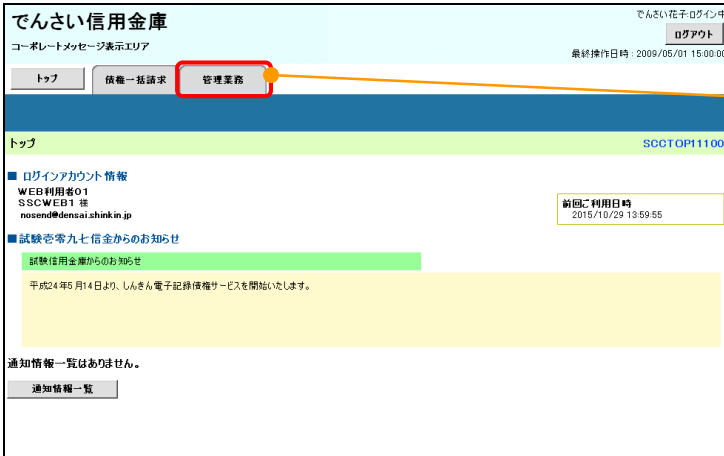 でんさい信用金庫
でんさい花子:ログイン中
ログアウト
コーポレートメッセージ表示エリア
最終操作日時:2009/05/01 15:00:00
トップ
債権一括請求
管理業務
トップ
SCCTOP11100
■ ログインアカウント情報
WEB利用者01
SSCWEB1 様
nosend@densai.shinkin.jp
前回ご利用日時
2015/10/29 13:59:55
■試験壱零九七信金からのお知らせ
試験信用金庫からのお知らせ
平成24年5月14日より、しんきん電子記録債権サービスを開始いたします。
通知情報一覧はありません。
通知情報一覧